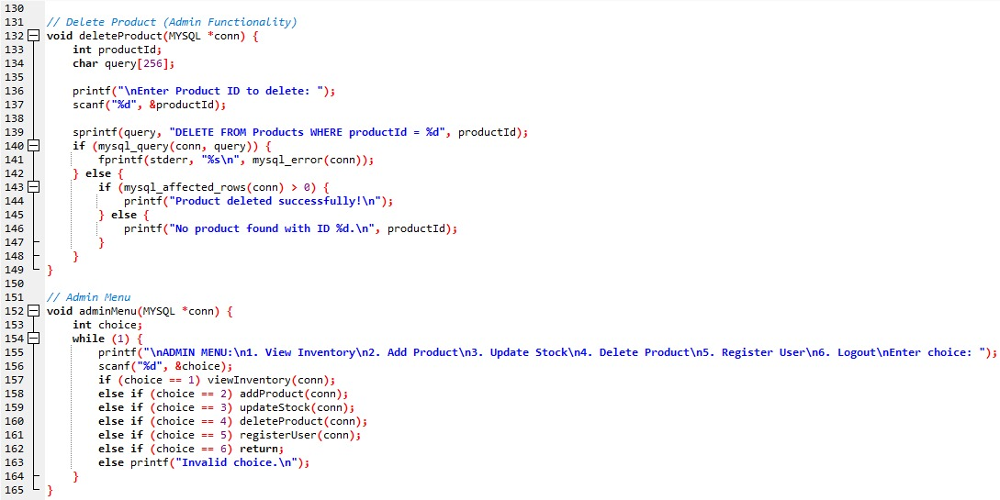 130
131 // Delete Product (Admin Functionality)
132 void deleteProduct(MYSQL *conn) {
133     int productId;
134     char query[256];
135
136     printf("\nEnter Product ID to delete: ");
137     scanf("%d", &productId);
138
139     sprintf(query, "DELETE FROM Products WHERE productId = %d", productId);
140     if (mysql_query(conn, query)) {
141         fprintf(stderr, "%s\n", mysql_error(conn));
142     } else {
143         if (mysql_affected_rows(conn) > 0) {
144             printf("Product deleted successfully!\n");
145         } else {
146             printf("No product found with ID %d.\n", productId);
147         }
148     }
149 }
150
151 // Admin Menu
152 void adminMenu(MYSQL *conn) {
153     int choice;
154     while (1) {
155         printf("\nADMIN MENU:\n1. View Inventory\n2. Add Product\n3. Update Stock\n4. Delete Product\n5. Register User\n6. Logout\nEnter choice: ");
156         scanf("%d", &choice);
157         if (choice == 1) viewInventory(conn);
158         else if (choice == 2) addProduct(conn);
159         else if (choice == 3) updateStock(conn);
160         else if (choice == 4) deleteProduct(conn);
161         else if (choice == 5) registerUser(conn);
162         else if (choice == 6) return;
163         else printf("Invalid choice.\n");
164     }
165 }